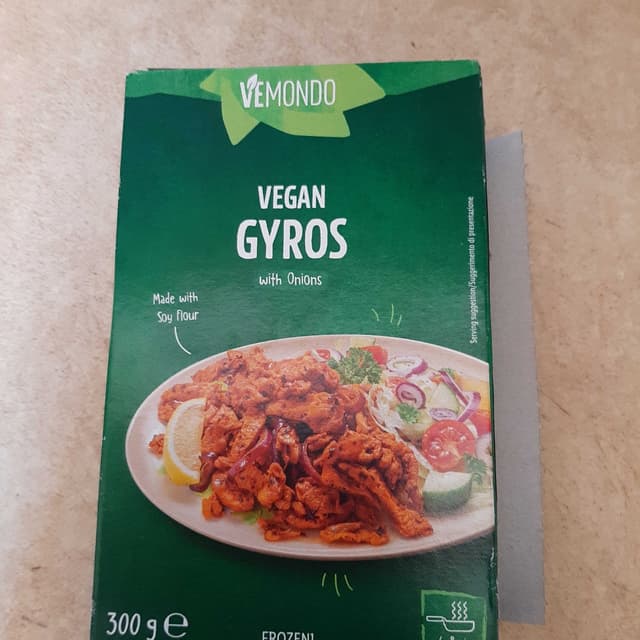 VEMONDO
VEGAN
GYROS
with Onions
Made with
Soy flour
Serving suggestion/Suggerimento di presentazione
300 g e
FROZEN!